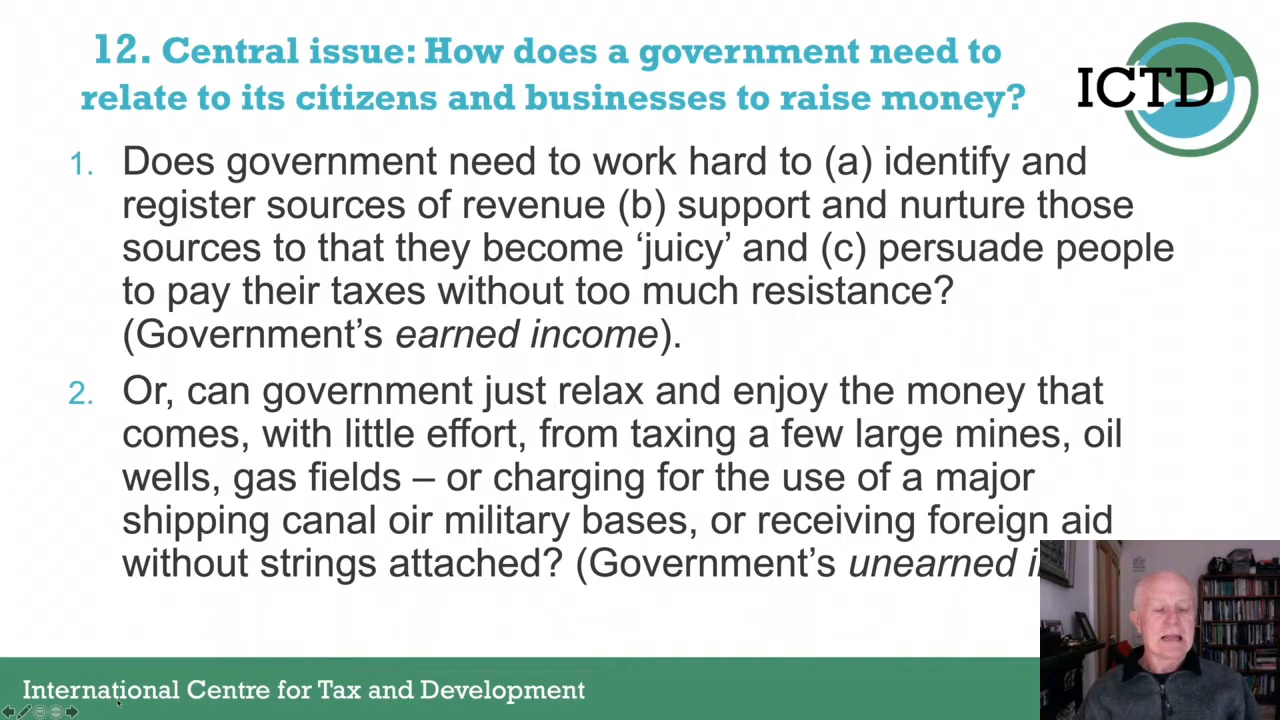 12. Central issue: How does a government need to
relate to its citizens and businesses to raise money?
ICTD
1. Does government need to work hard to (a) identify and
register sources of revenue (b) support and nurture those
sources to that they become ‘juicy’ and (c) persuade people
to pay their taxes without too much resistance?
(Government’s earned income).
2. Or, can government just relax and enjoy the money that
comes, with little effort, from taxing a few large mines, oil
wells, gas fields – or charging for the use of a major
shipping canal oir military bases, or receiving foreign aid
without strings attached? (Government’s unearned
International Centre for Tax and Development